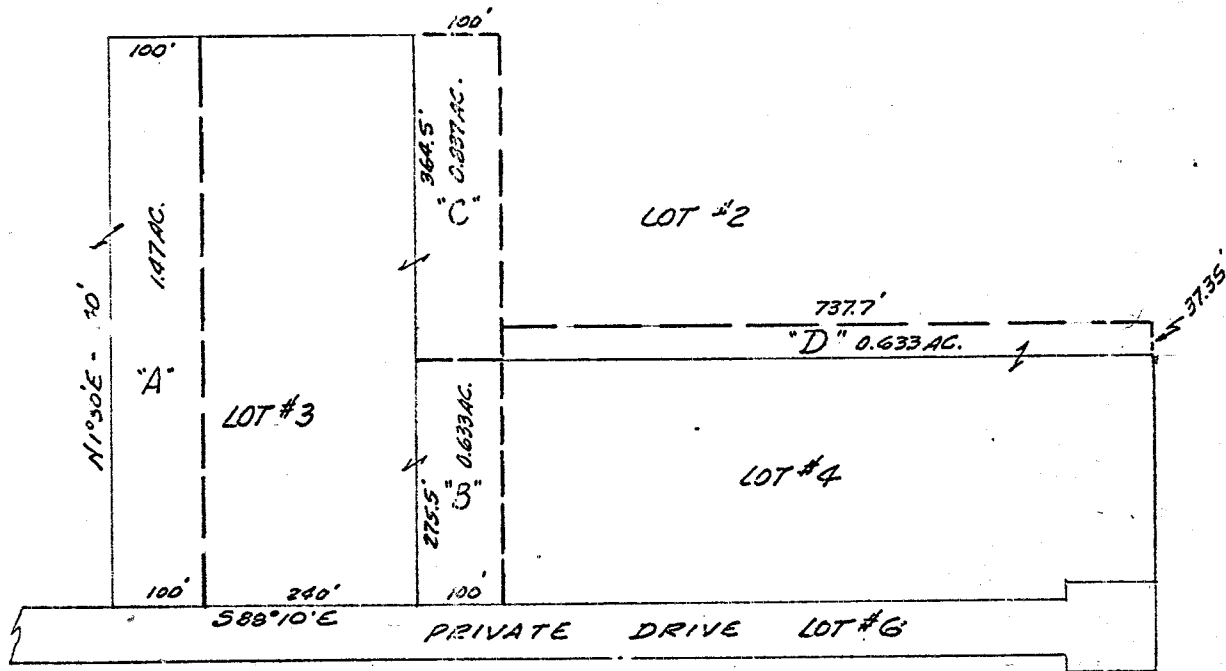 100'
100'
364.5'
0.837 AC.
"C"
1.47 AC.
"A"
LOT #2
37.35'
737.7'
"D" 0.633 AC.
N1°30'E -
LOT #3
275.5'
"B" 0.633 AC.
LOT #4
100'
240'
100'
S88°10'E
PRIVATE DRIVE LOT #6